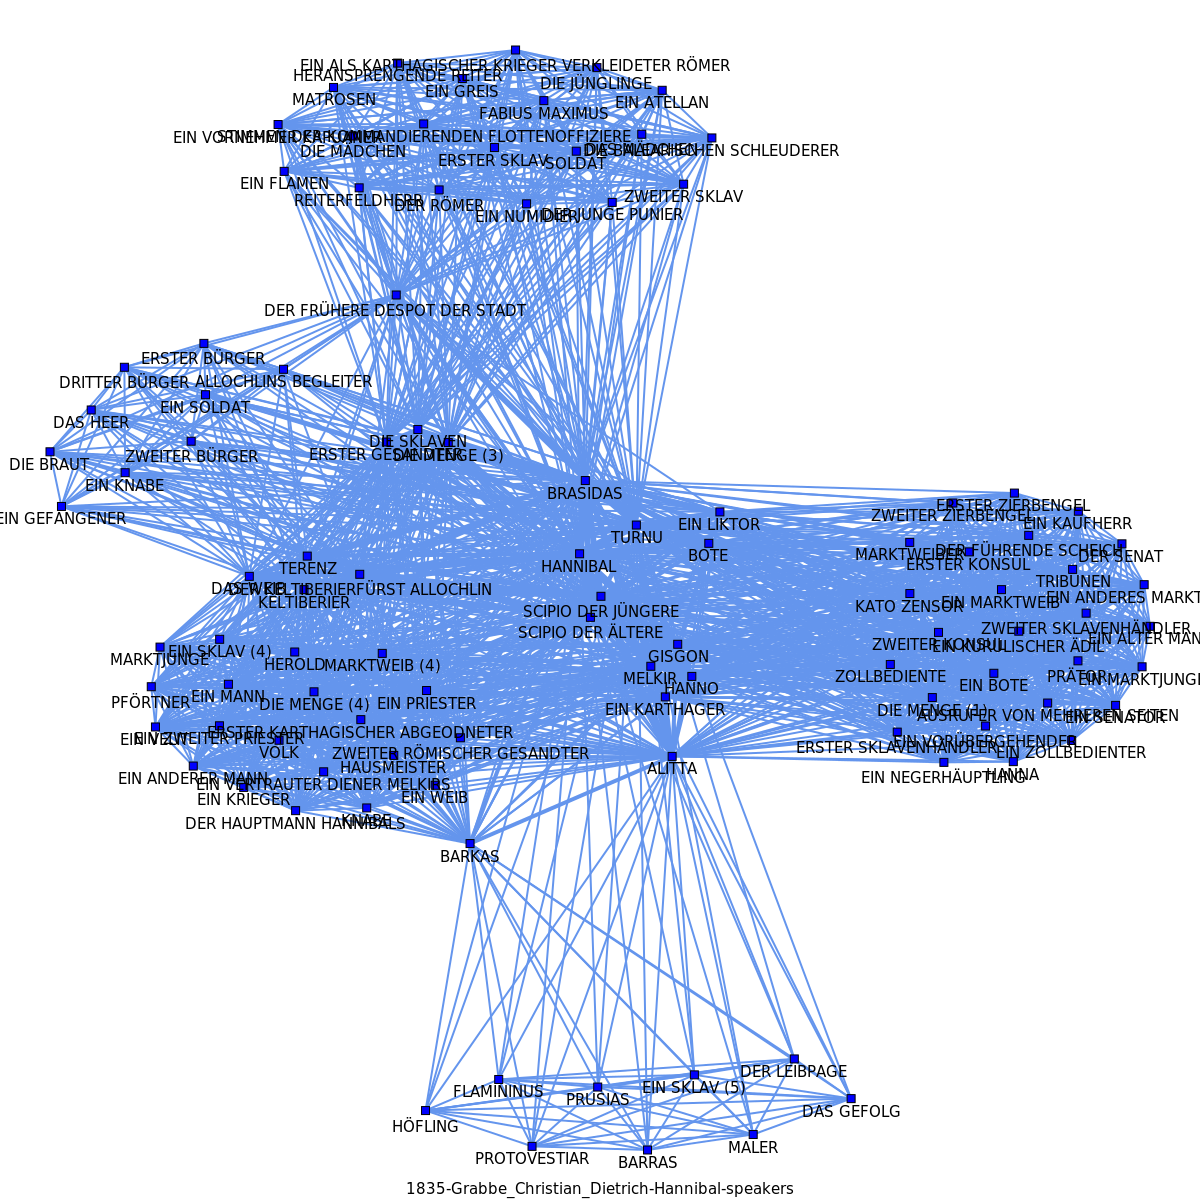 EIN ALS KARTHAGISCHER KRIEGER VERKLEIDETER RÖMER
HERANSPRENGENDE REITER
DIE JÜNGLINGE
EIN GREIS
MATROSEN
EIN ATELLAN
FABIUS MAXIMUS
EIN VORNEHMER KARTHAGER
STIMMEN DER KOMMANDIERENDEN FLOTTENOFFIZIERE
DIE MÄDCHEN
DIE BALEARISCHEN SCHLEUDERER
ERSTER SKLAV
SOLDAT
EIN FLAMEN
REITERFELDHERR
DER RÖMER
ZWEITER SKLAV
EIN NUMIDIER
DER JUNGE PUNIER
DER FRÜHERE DESPOT DER STADT
ERSTER BÜRGER
DRITTER BÜRGER
ALLOCHLINS BEGLEITER
EIN SOLDAT
DAS HEER
DIE SKLAVEN
ZWEITER BÜRGER
ERSTER GESANDTER
DIE MENGE (3)
DIE BRAUT
EIN KNABE
BRASIDAS
EIN GEFANGENER
ERSTER ZIERBENGEL
ZWEITER ZIERBENGEL
EIN KAUFHERR
EIN LIKTOR
TURNU
BOTE
MARKTWEIBER
DER FÜHRENDE SCHEICH
DER SENAT
ERSTER KONSUL
HANNIBAL
TERENZ
TRIBUNEN
DAS WEIB
DER KELTIBERIERFÜRST ALLOCHLIN
KELTIBERIER
EIN ANDERES MARKT
EIN MARKTWEIB
KATO ZENSOR
SCIPIO DER JÜNGERE
SCIPIO DER ÄLTERE
ZWEITER SKLAVENHÄNDLER
EIN ALTER MAN
ZWEITER KONSUL
EIN KURULISCHER ÄDIL
MARKTJUNGE
EIN SKLAV (4)
HEROLD
MARKTWEIB (4)
GISGON
MELKIR
HANNO
ZOLLBEDIENTE
PRÄTOR
EIN MARKTJUNGE
EIN BOTE
PFÖRTNER
EIN MANN
DIE MENGE (4)
EIN PRIESTER
EIN KARTHAGER
DIE MENGE (1)
AUSRUFER VON MEHREREN SEITEN
EIN SENATOR
ERSTER KARTHAGISCHER ABGEODNETER
EIN ZWEITER PRIESTER
VOLK
ZWEITER RÖMISCHER GESANDTER
EIN VORÜBERGEHENDER
ERSTER SKLAVENHÄNDLER
EIN ZOLLBEDIENTER
HAUSMEISTER
ALITTA
EIN ANDERER MANN
EIN VERTRAUTER DIENER MELKIRS
EIN NEGERHÄUPTLING
HANNA
EIN KRIEGER
EIN WEIB
DER HAUPTMANN HANNIBALS
KNABE
BARKAS
DER LEIBPAGE
FLAMININUS
PRUSIAS
EIN SKLAV (5)
DAS GEFOLG
HÖFLING
PROTOVESTIAR
BARRAS
MALER
1835-Grabbe_Christian_Dietrich-Hannibal-speakers